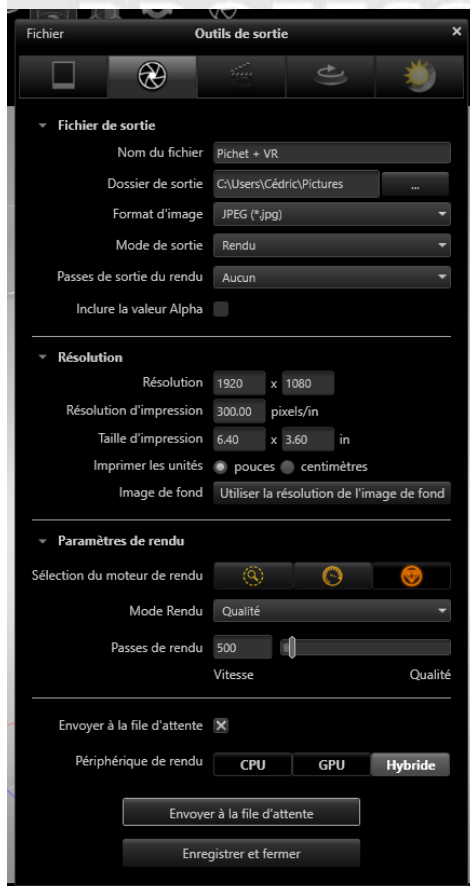 Fichier Outils de sortie ×
Fichier de sortie
Nom du fichier Pichet + VR
Dossier de sortie C:\Users\Cédric\Pictures ...
Format d'image JPEG (*.jpg)
Mode de sortie Rendu
Passes de sortie du rendu Aucun
Inclure la valeur Alpha
Résolution
Résolution 1920 x 1080
Résolution d'impression 300.00 pixels/in
Taille d'impression 6.40 x 3.60 in
Imprimer les unités pouces centimètres
Image de fond Utiliser la résolution de l'image de fond
Paramètres de rendu
Sélection du moteur de rendu
Mode Rendu Qualité
Passes de rendu 500
Vitesse Qualité
Envoyer à la file d'attente
Périphérique de rendu CPU GPU Hybride
Envoyer à la file d'attente
Enregistrer et fermer